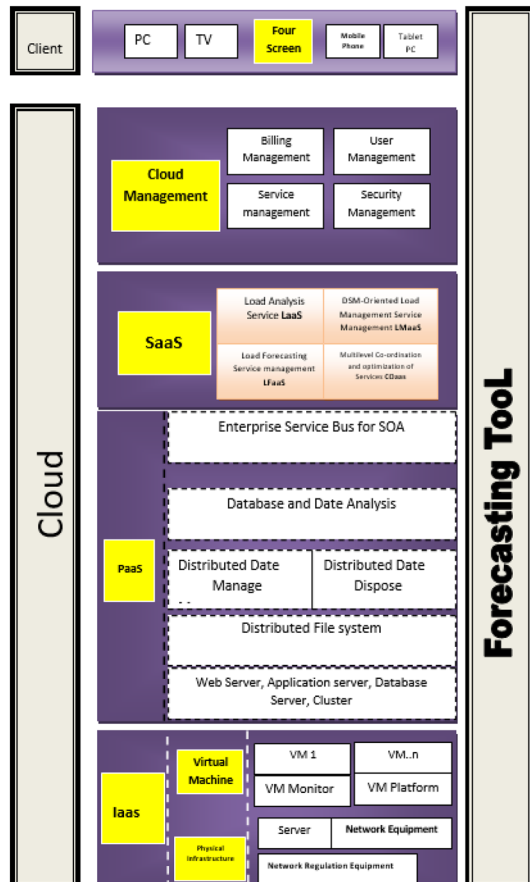 Client
PC
TV
Four
Screen
Mobile
Phone
Tablet
PC
Cloud
Forecasting TooL
Cloud
Management
Billing
Management
User
Management
Service
management
Security
Management
SaaS
Load Analysis
Service LaaS
DSM-Oriented Load
Management Service
Management LMaaS
Load Forecasting
Service management
LFaaS
Multilevel Co-ordination
and optimization of
Services COaas
PaaS
Enterprise Service Bus for SOA
Database and Date Analysis
Distributed Date
Manage
Distributed Date
Dispose
Distributed File system
Web Server, Application server, Database
Server, Cluster
Iaas
Virtual
Machine
VM 1
VM..n
VM Monitor
VM Platform
Physical
Infrastructure
Server
Network Equipment
Network Regulation Equipment